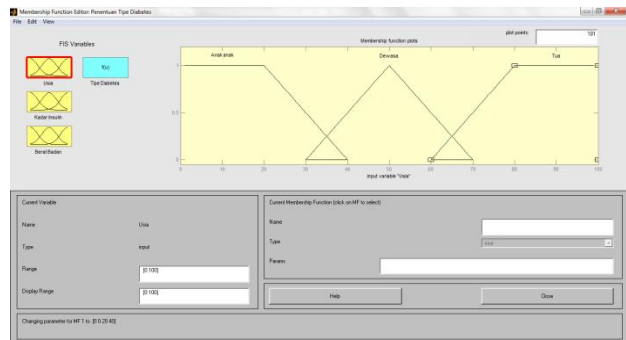 Membership Function Editor: Penentuan Tipe Diabetes
File Edit View
FIS Variables
Membership function plots
plot points:
181
f(u)
Usia
Tipe Diabetes
Kadar Insulin
Berat Badan
Anak anak
Dewasa
Tua
1
0.5
0
0 10 20 30 40 50 60 70 80 90 100
input variable "Usia"
Current Variable
Name Usia
Type input
Range [0 100]
Display Range [0 100]
Current Membership Function (click on MF to select)
Name
Type
Params
Help
Close
Changing parameter for MF 1 to [0 0 20 40]